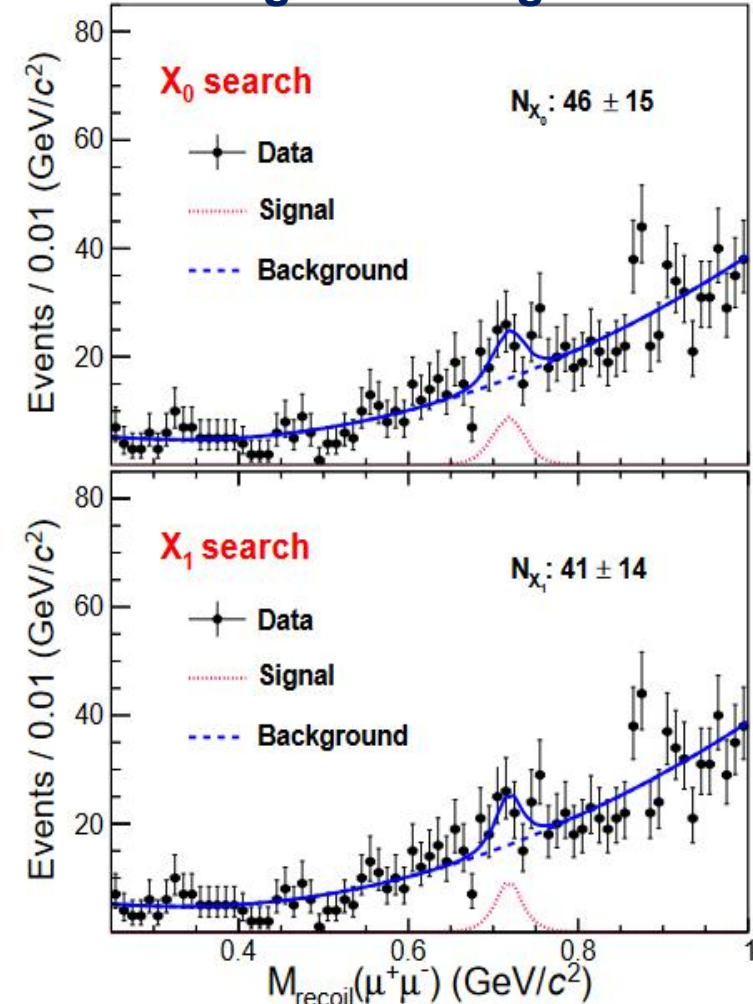 80
60
40
20
Events / 0.01 (GeV/c²)
X₀ search
N_X₀: 46 ± 15
Data
Signal
Background
80
60
40
20
Events / 0.01 (GeV/c²)
X₁ search
N_X₁: 41 ± 14
Data
Signal
Background
0.4 0.6 0.8 1
M_recoil(μ⁺μ⁻) (GeV/c²)